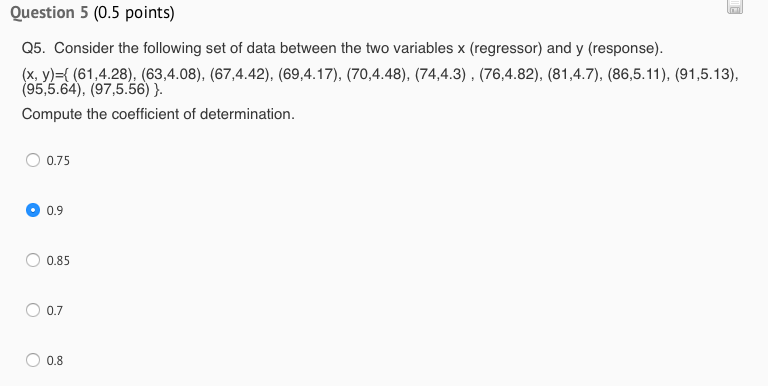 Question 5 (0.5 points)
Q5. Consider the following set of data between the two variables x (regressor) and y (response).
(x, y)={ (61,4.28), (63,4.08), (67,4.42), (69,4.17), (70,4.48), (74,4.3) , (76,4.82), (81,4.7), (86,5.11), (91,5.13),
(95,5.64), (97,5.56) }.
Compute the coefficient of determination.
0.75
0.9
0.85
0.7
0.8